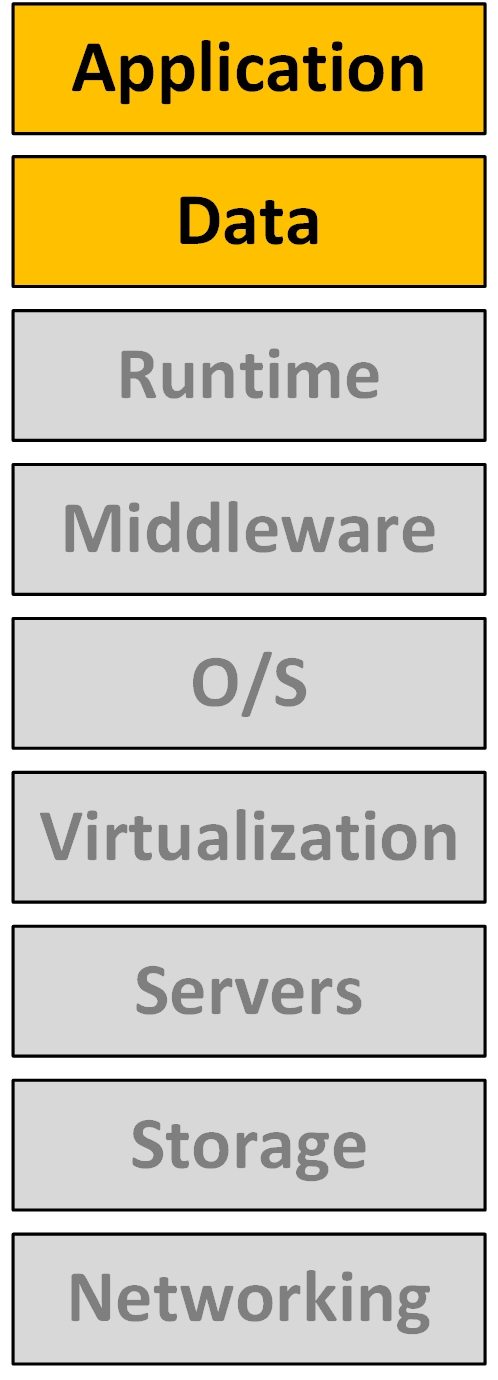 Application
Data
Runtime
Middleware
O/S
Virtualization
Servers
Storage
Networking